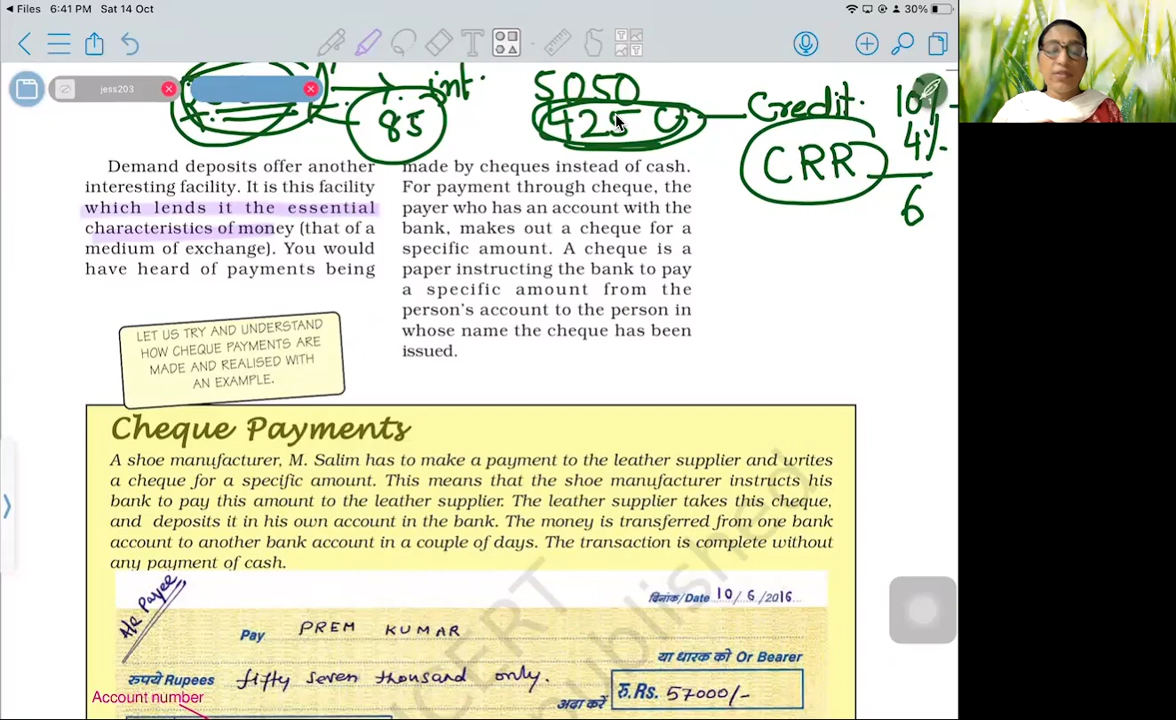 Files 6:41 PM Sat 14 Oct 30%
jess203
int.
85
5050
4250
Credit.
CRR
10%
4%
6
Demand deposits offer another
interesting facility. It is this facility
which lends it the essential
characteristics of money (that of a
medium of exchange). You would
have heard of payments being
made by cheques instead of cash.
For payment through cheque, the
payer who has an account with the
bank, makes out a cheque for a
specific amount. A cheque is a
paper instructing the bank to pay
a specific amount from the
person's account to the person in
whose name the cheque has been
issued.
LET US TRY AND UNDERSTAND
HOW CHEQUE PAYMENTS ARE
MADE AND REALISED WITH
AN EXAMPLE.
Cheque Payments
A shoe manufacturer, M. Salim has to make a payment to the leather supplier and writes
a cheque for a specific amount. This means that the shoe manufacturer instructs his
bank to pay this amount to the leather supplier. The leather supplier takes this cheque,
and deposits it in his own account in the bank. The money is transferred from one bank
account to another bank account in a couple of days. The transaction is complete without
any payment of cash.
A/c Payee
दिनांक/Date 10/6/2016
Pay PREM KUMAR
या धारक को Or Bearer
रुपये Rupees fifty seven thousand only.
अदा करें रु.Rs. 57000/-
Account number